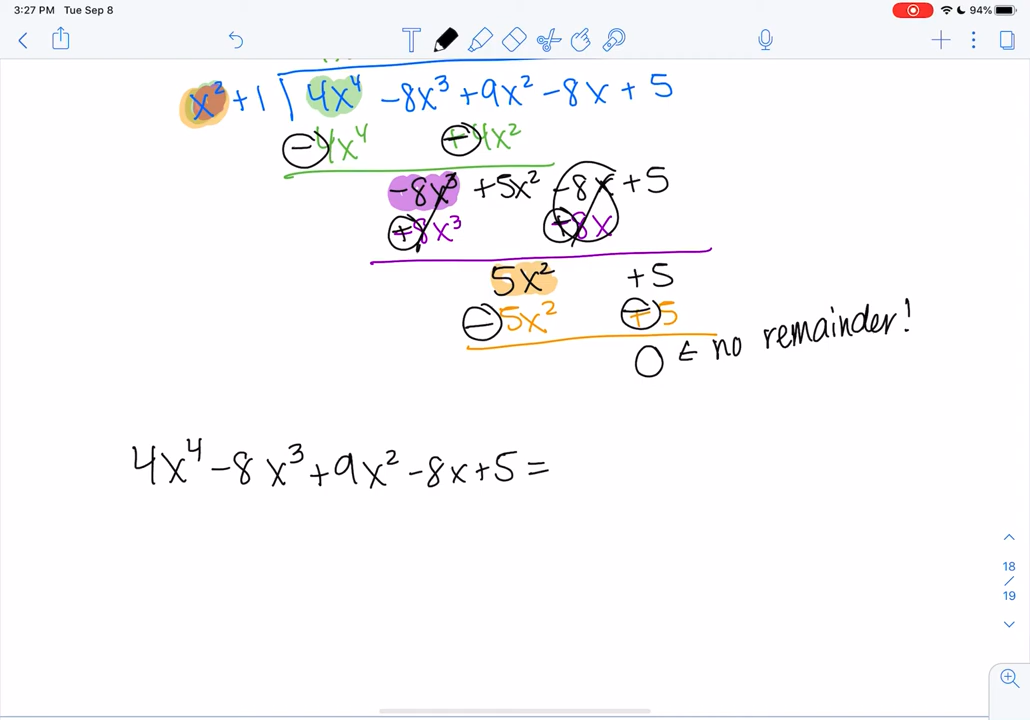 3:27 PM Tue Sep 8 94%
T
x² + 1 4x⁴ - 8x³ + 9x² - 8x + 5
- 4x⁴ + 4x²
- 8x³ + 5x² - 8x + 5
+ 8x³ + 8x
5x² + 5
- 5x² - 5
0 ← no remainder!
4x⁴ - 8x³ + 9x² - 8x + 5 =
18
/
19